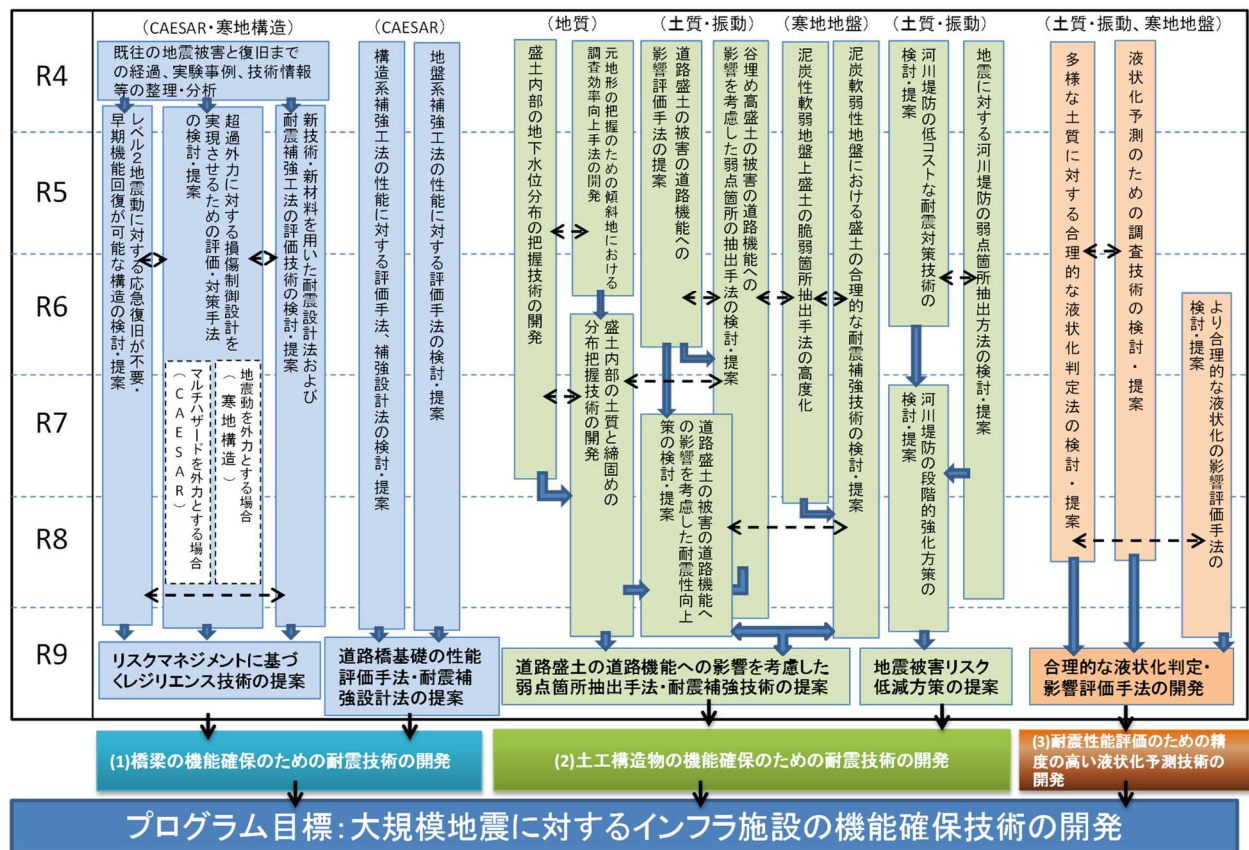 (CAESAR・寒地構造)
(CAESAR)
(地質)
(土質・振動)
(寒地地盤)
(土質・振動)
(土質・振動、寒地地盤)
R4
R5
R6
R7
R8
R9
既往の地震被害と復旧まで
の経過、実験事例、技術情報
等の整理・分析
レベル2地震動に対する応急復旧が不要・
早期機能回復が可能な構造の検討・提案
超過外力に対する損傷制御設計を
実現させるための評価・対策手法
の検討・提案
地震動を外力とする場合
(寒地構造)
マルチハザードを外力とする場合
(CAESAR)
新技術・新材料を用いた耐震設計法および
耐震補強工法の評価技術の検討・提案
構造系補強工法の性能に対する評価手法、補強設計法の検討・提案
地盤系補強工法の性能に対する評価手法の検討・提案
盛土内部の地下水位分布の把握技術の開発
元地形の把握のための傾斜地における
調査効率向上手法の開発
盛土内部の土質と締固めの
分布把握技術の開発
道路盛土の被害の道路機能への
影響評価手法の提案
道路盛土の被害の道路機能へ
の影響を考慮した耐震性向上
策の検討・提案
谷埋め高盛土の被害の道路機能への
影響を考慮した弱点箇所の抽出手法の検討・提案
泥炭性軟弱地盤上盛土の脆弱箇所抽出手法の高度化
泥炭性軟弱地盤における盛土の合理的な耐震補強技術の検討・提案
河川堤防の低コストな耐震対策技術の
検討・提案
河川堤防の段階的強化方策の
検討・提案
地震に対する河川堤防の弱点箇所抽出方法の検討・提案
多様な土質に対する合理的な液状化判定法の検討・提案
液状化予測のための調査技術の検討・提案
より合理的な液状化の影響評価手法の
検討・提案
リスクマネジメントに基づ
くレジリエンス技術の提案
道路橋基礎の性能
評価手法・耐震補
強設計法の提案
道路盛土の道路機能への影響を考慮した
弱点箇所抽出手法・耐震補強技術の提案
地震被害リスク
低減方策の提案
合理的な液状化判定・
影響評価手法の開発
(1)橋梁の機能確保のための耐震技術の開発
(2)土工構造物の機能確保のための耐震技術の開発
(3)耐震性能評価のための精
度の高い液状化予測技術の
開発
プログラム目標:大規模地震に対するインフラ施設の機能確保技術の開発